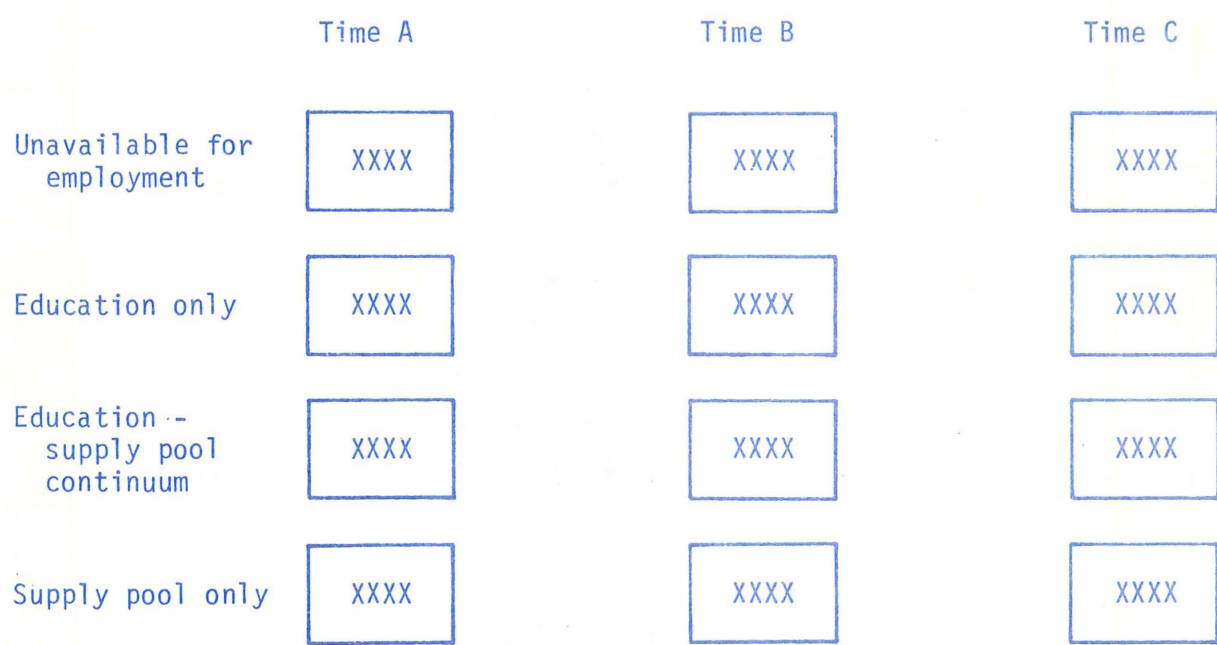 Time A Time B Time C
Unavailable for
employment
XXXX XXXX XXXX
Education only XXXX XXXX XXXX
Education -
supply pool XXXX XXXX XXXX
continuum
Supply pool only XXXX XXXX XXXX